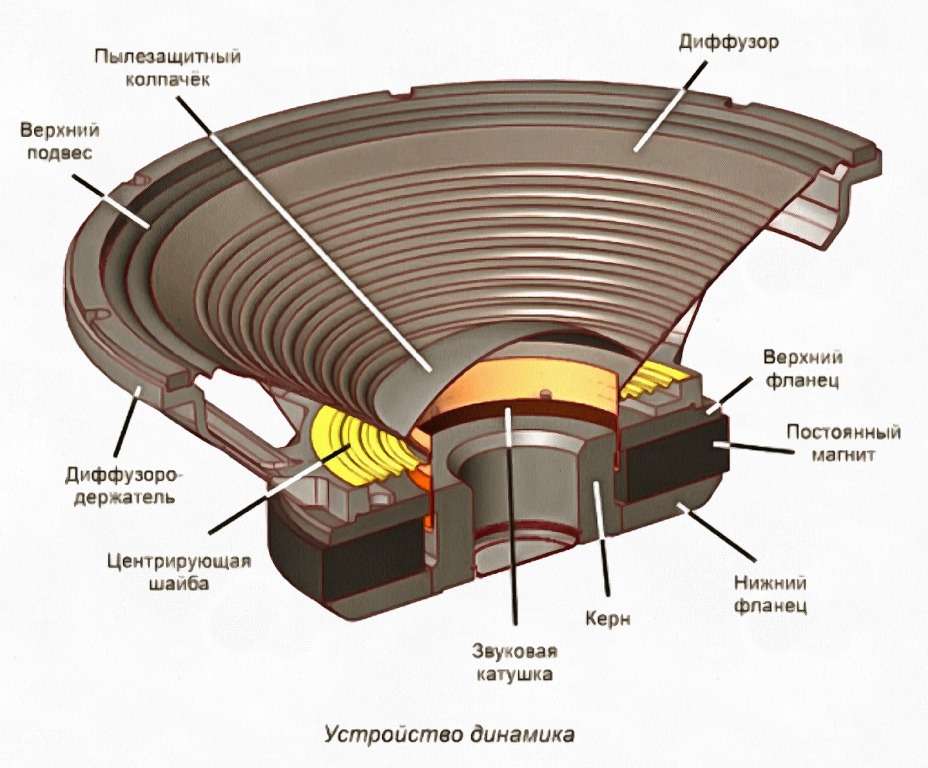 Диффузор
Пылезащитный
колпачёк
Верхний
подвес
Верхний
фланец
Постоянный
магнит
Диффузоро-
держатель
Центрирующая
шайба
Нижний
фланец
Керн
Звуковая
катушка
Устройство динамика